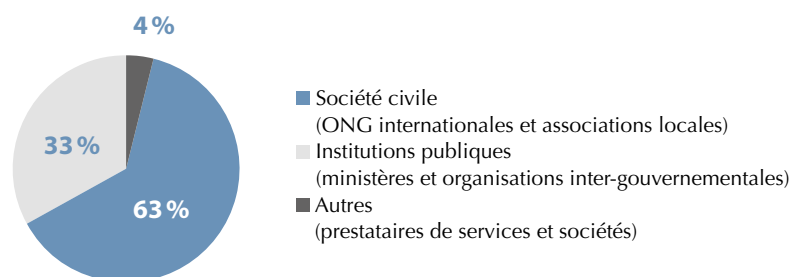 4 %
33 %
63 %
Société civile
(ONG internationales et associations locales)
Institutions publiques
(ministères et organisations inter-gouvernementales)
Autres
(prestataires de services et sociétés)